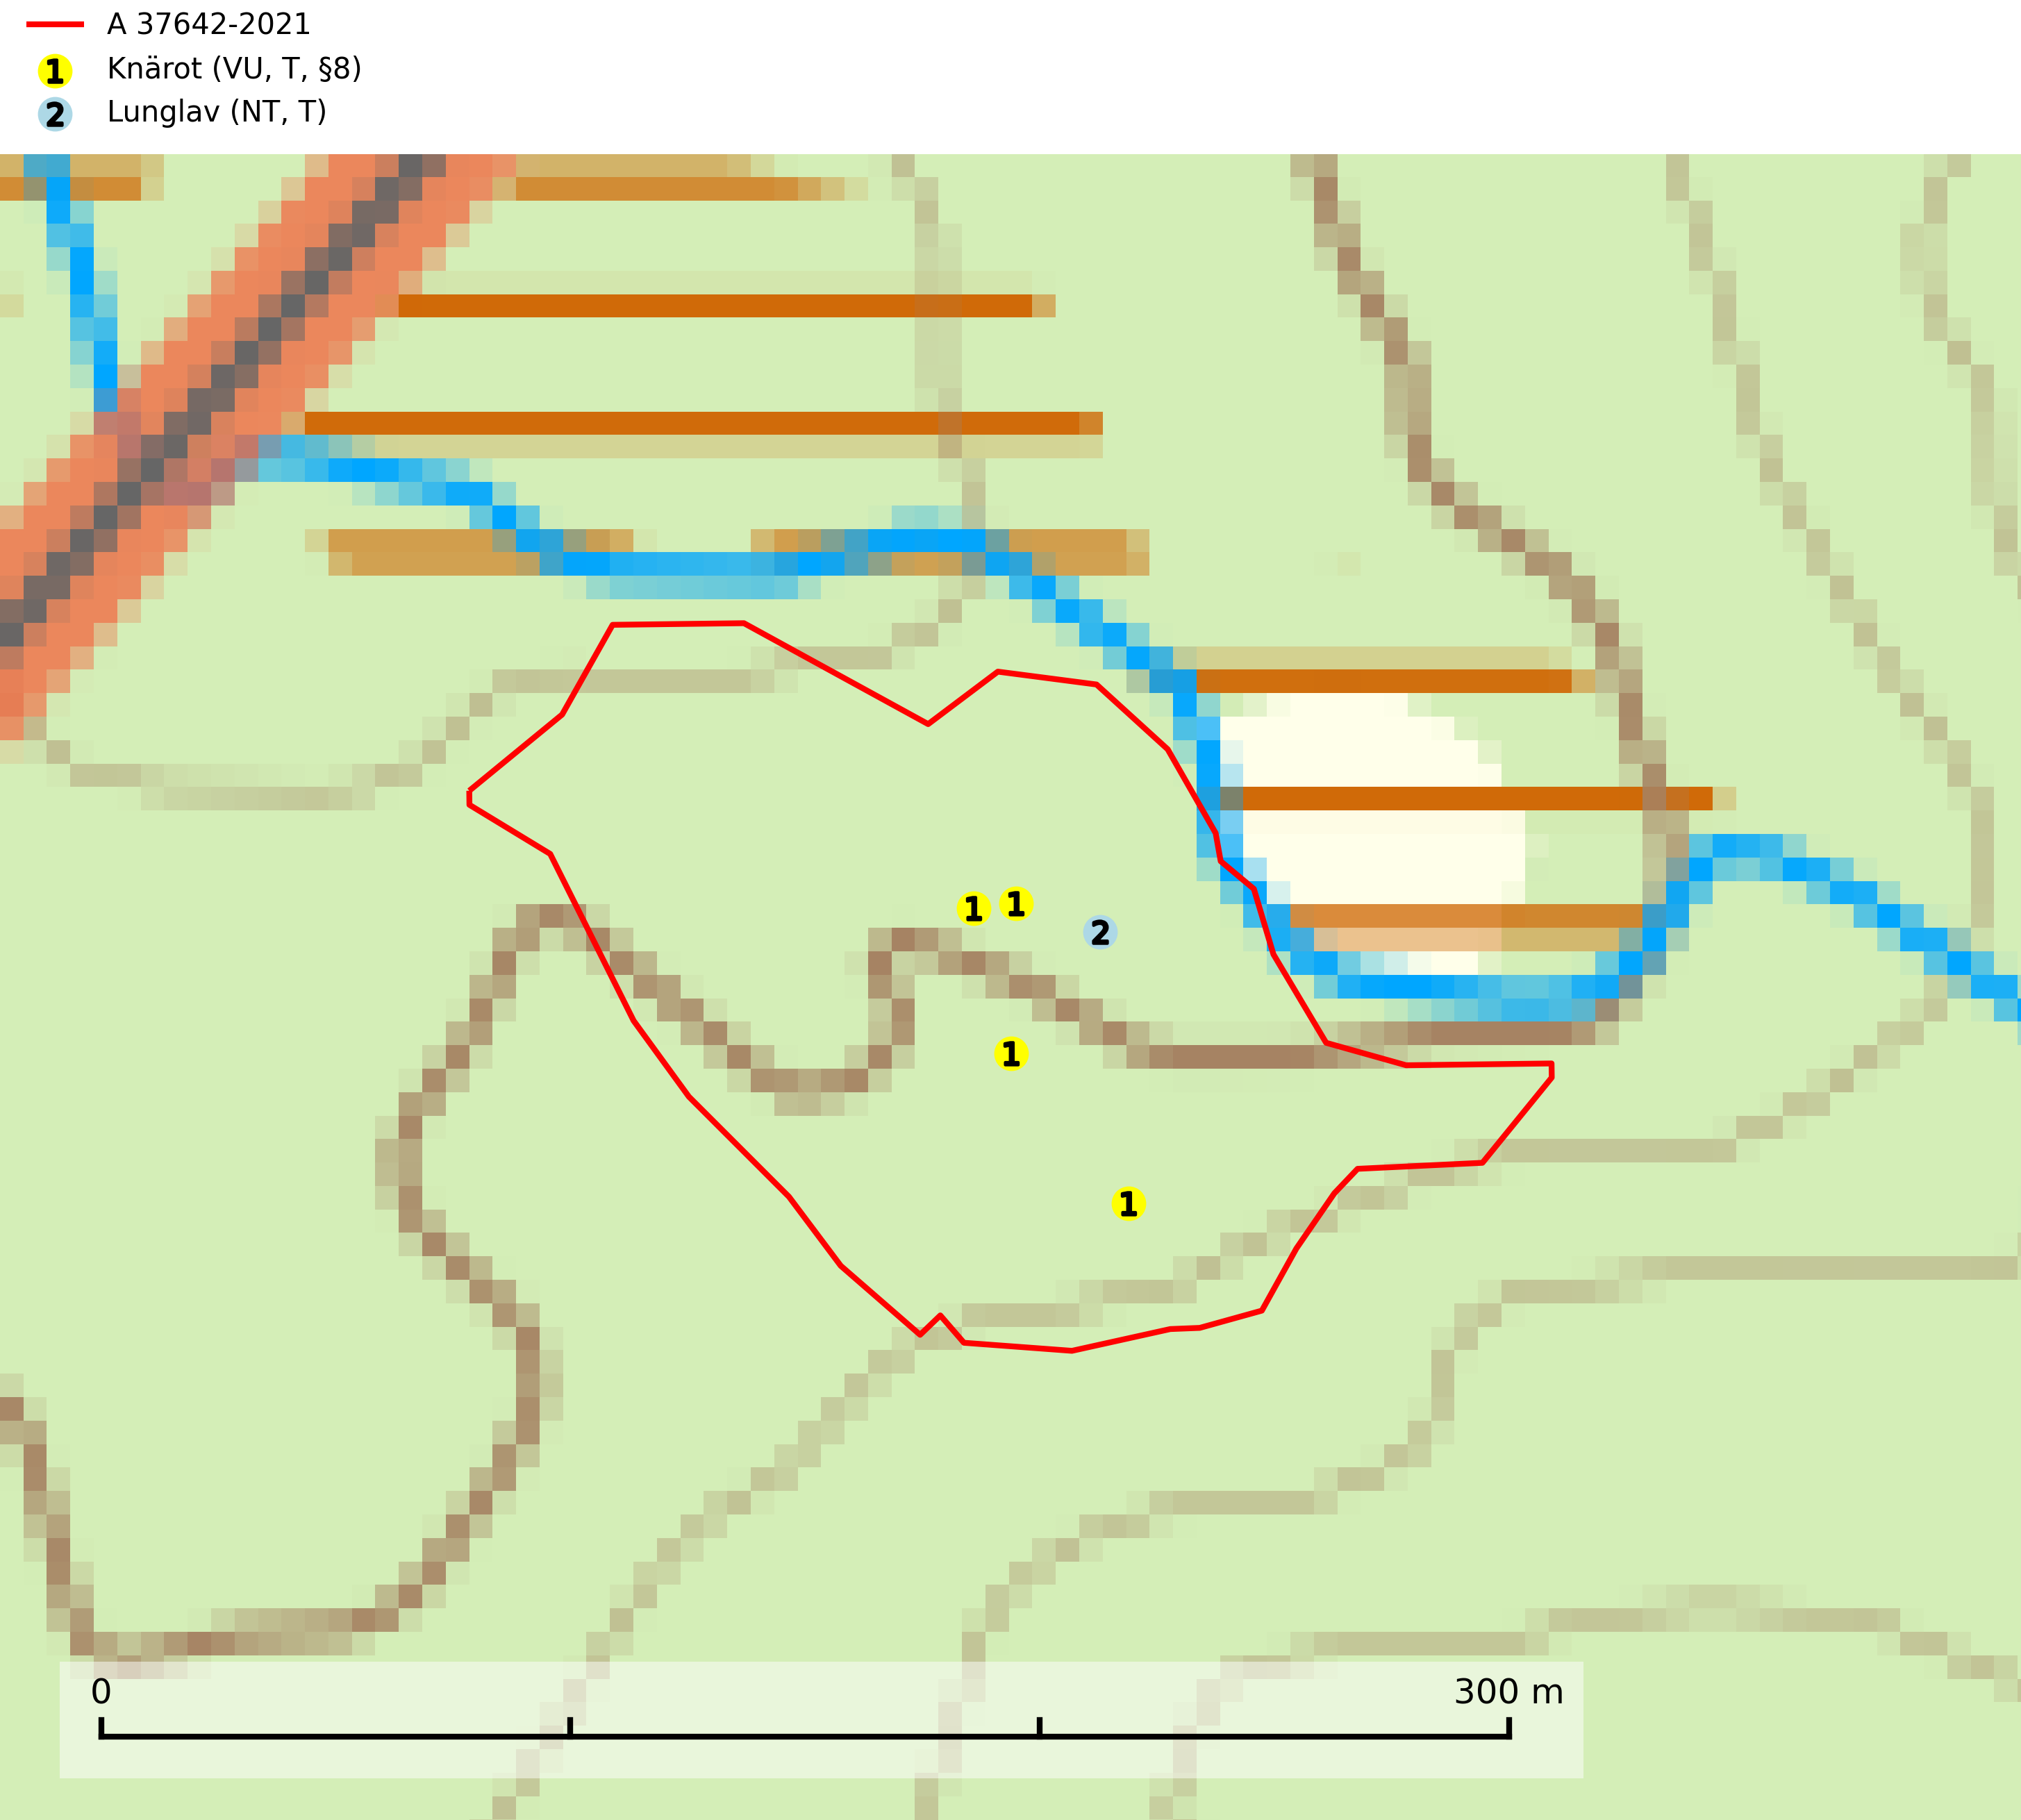 A 37642-2021
1 Knärot (VU, T, §8)
2 Lunglav (NT, T)
1 1
2
1
1
0 300 m